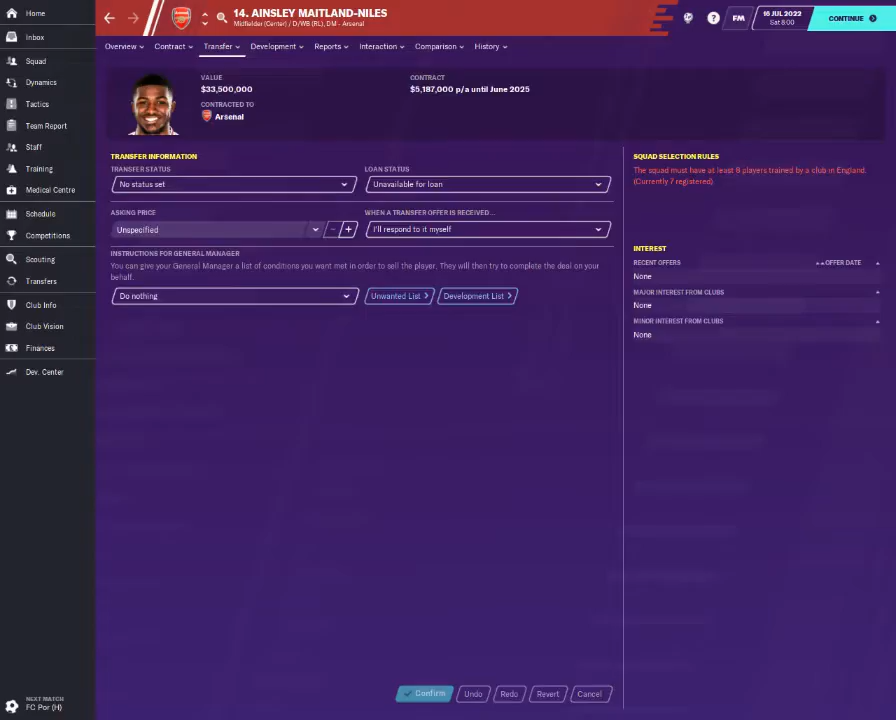 Home
Inbox
Squad
Dynamics
Tactics
Team Report
Staff
Training
Medical Centre
Schedule
Competitions
Scouting
Transfers
Club Info
Club Vision
Finances
Dev. Center
NEXT MATCH
FC Por (H)
14. AINSLEY MAITLAND-NILES
Midfielder (Center) / D/WB (RL), DM - Arsenal
?
FM
16 JUL 2022
Sat 8:00
CONTINUE
Overview
Contract
Transfer
Development
Reports
Interaction
Comparison
History
VALUE
$33,500,000
CONTRACTED TO
Arsenal
CONTRACT
$5,187,000 p/a until June 2025
TRANSFER INFORMATION
TRANSFER STATUS
No status set
LOAN STATUS
Unavailable for loan
ASKING PRICE
Unspecified
WHEN A TRANSFER OFFER IS RECEIVED...
I'll respond to it myself
INSTRUCTIONS FOR GENERAL MANAGER
You can give your General Manager a list of conditions you want met in order to sell the player. They will then try to complete the deal on your
behalf.
Do nothing
Unwanted List
Development List
SQUAD SELECTION RULES
The squad must have at least 8 players trained by a club in England.
(Currently 7 registered)
INTEREST
RECENT OFFERS
OFFER DATE
None
MAJOR INTEREST FROM CLUBS
None
MINOR INTEREST FROM CLUBS
None
Confirm
Undo
Redo
Revert
Cancel